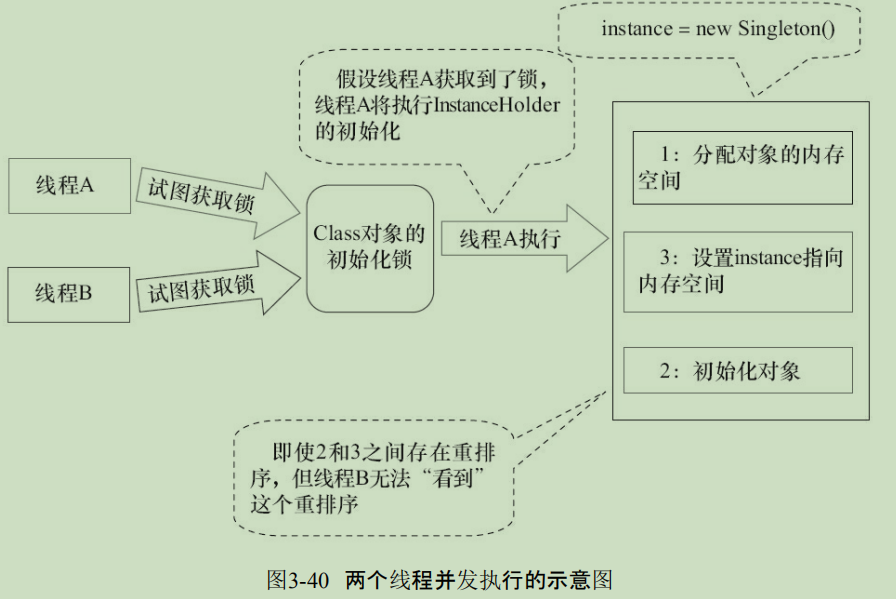 instance = new Singleton()
假设线程A获取到了锁，
线程A将执行InstanceHolder
的初始化
线程A
试图获取锁
线程B
试图获取锁
Class对象的
初始化锁
线程A执行
1：分配对象的内存
空间
3：设置instance指向
内存空间
2：初始化对象
即使2和3之间存在重排
序，但线程B无法“看到”
这个重排序
图3-40 两个线程并发执行的示意图